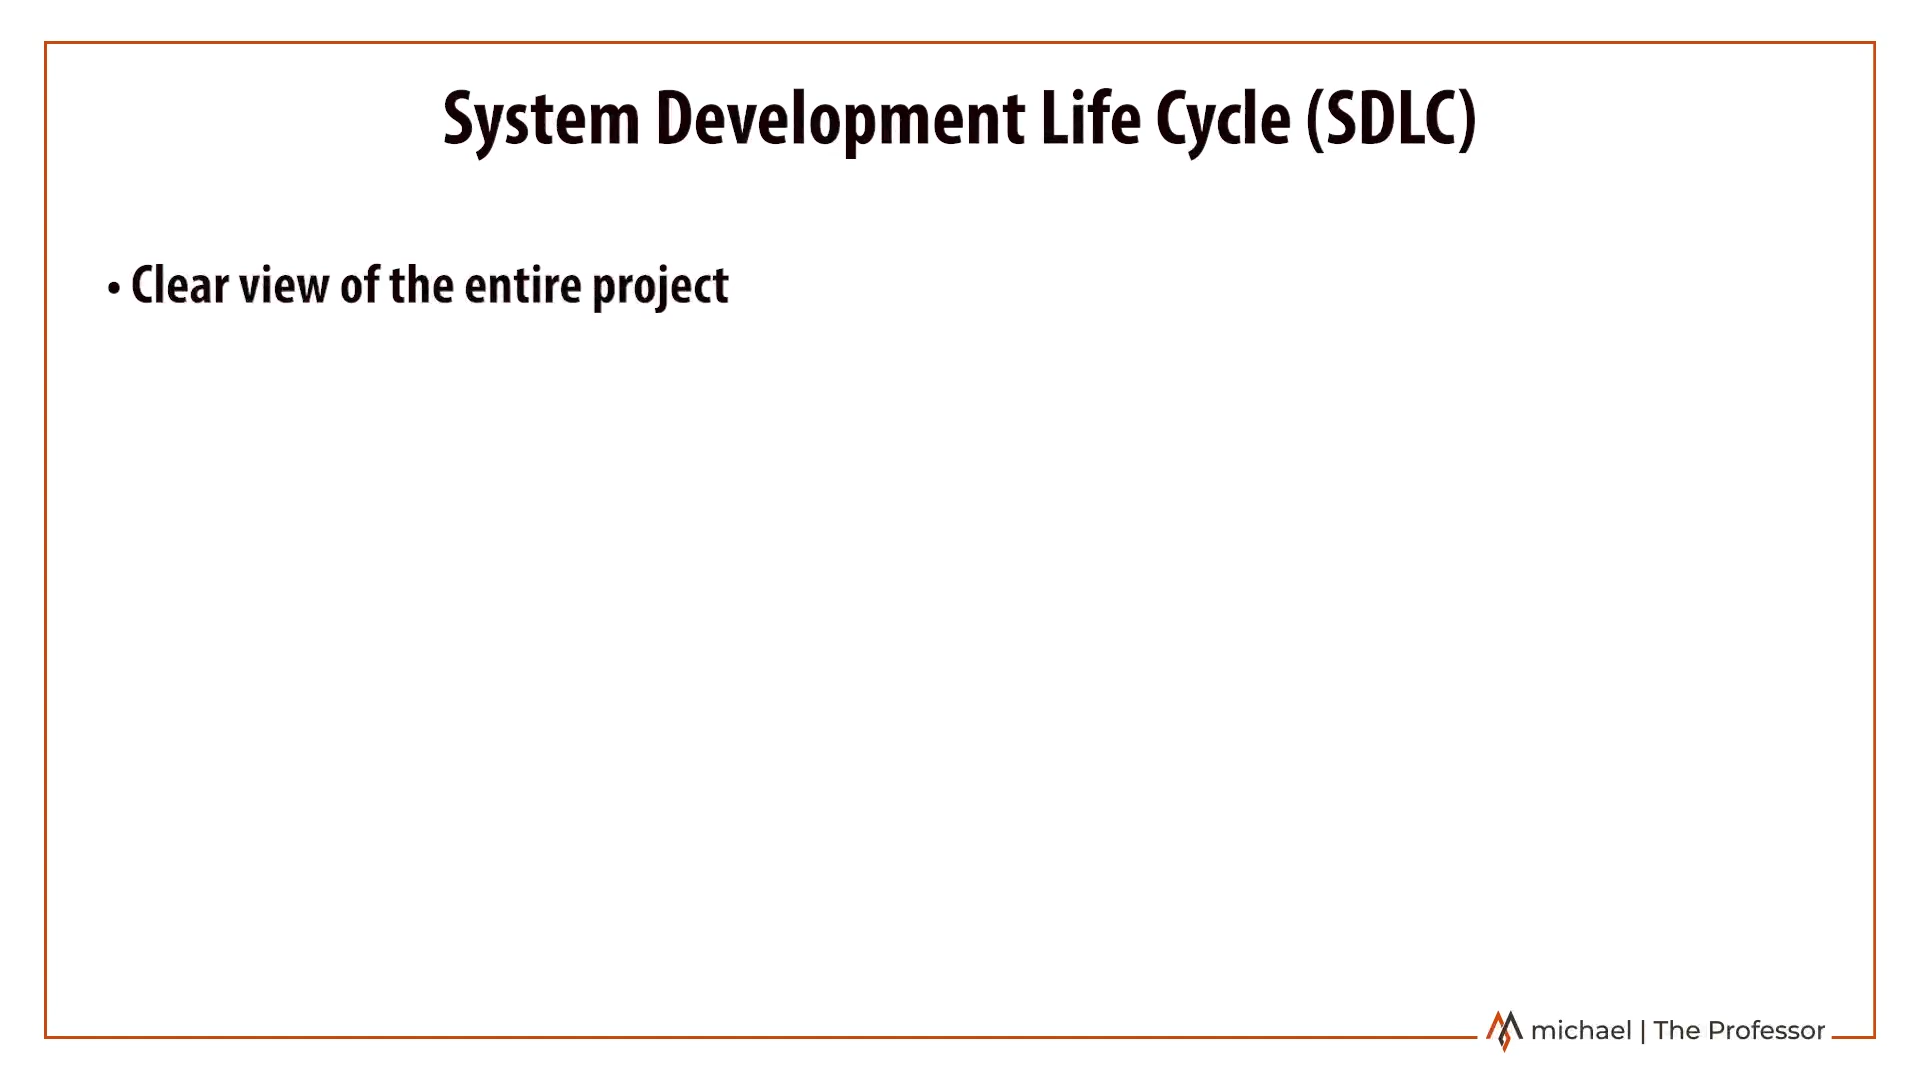 System Development Life Cycle (SDLC)
• Clear view of the entire project
michael | The Professor